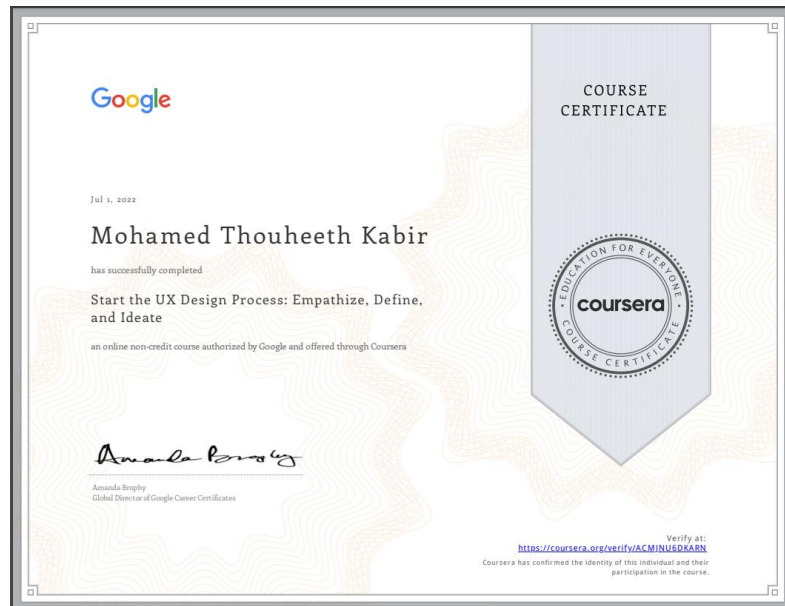 Google
COURSE
CERTIFICATE
Jul 1, 2022
Mohamed Thouheeth Kabir
has successfully completed
Start the UX Design Process: Empathize, Define,
and Ideate
an online non-credit course authorized by Google and offered through Coursera
EDUCATION FOR EVERYONE
coursera
COURSE CERTIFICATE
Amanda Brophy
Amanda Brophy
Global Director of Google Career Certificates
Verify at:
https://coursera.org/verify/ACMJNU6DKARN
Coursera has confirmed the identity of this individual and their
participation in the course.